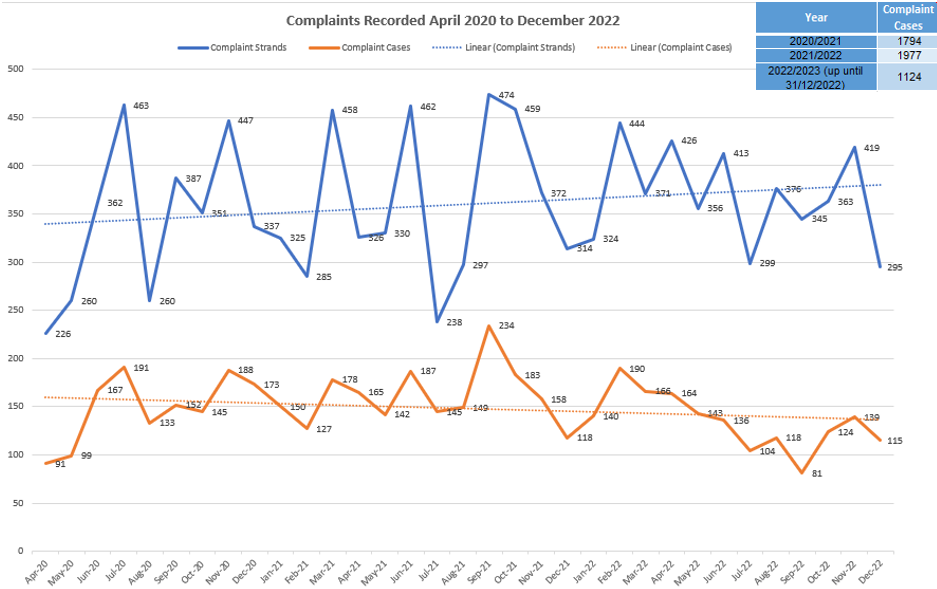 Complaints Recorded April 2020 to December 2022
Complaint Strands Complaint Cases Linear (Complaint Strands) Linear (Complaint Cases)
Year Complaint Cases
2020/2021 1794
2021/2022 1977
2022/2023 (up until 31/12/2022) 1124
500
450
400
350
300
250
200
150
100
50
0
226 260 362 463 260 387 351 447 337 325 285 458 326 330 462 238 297 474 459 372 314 324 444 371 426 356 413 299 376 345 363 419 295
91 99 167 191 133 152 145 188 173 150 127 178 165 142 187 145 149 234 183 158 118 140 190 166 164 143 136 104 118 81 124 139 115
Apr-20 May-20 Jun-20 Jul-20 Aug-20 Sep-20 Oct-20 Nov-20 Dec-20 Jan-21 Feb-21 Mar-21 Apr-21 May-21 Jun-21 Jul-21 Aug-21 Sep-21 Oct-21 Nov-21 Dec-21 Jan-22 Feb-22 Mar-22 Apr-22 May-22 Jun-22 Jul-22 Aug-22 Sep-22 Oct-22 Nov-22 Dec-22